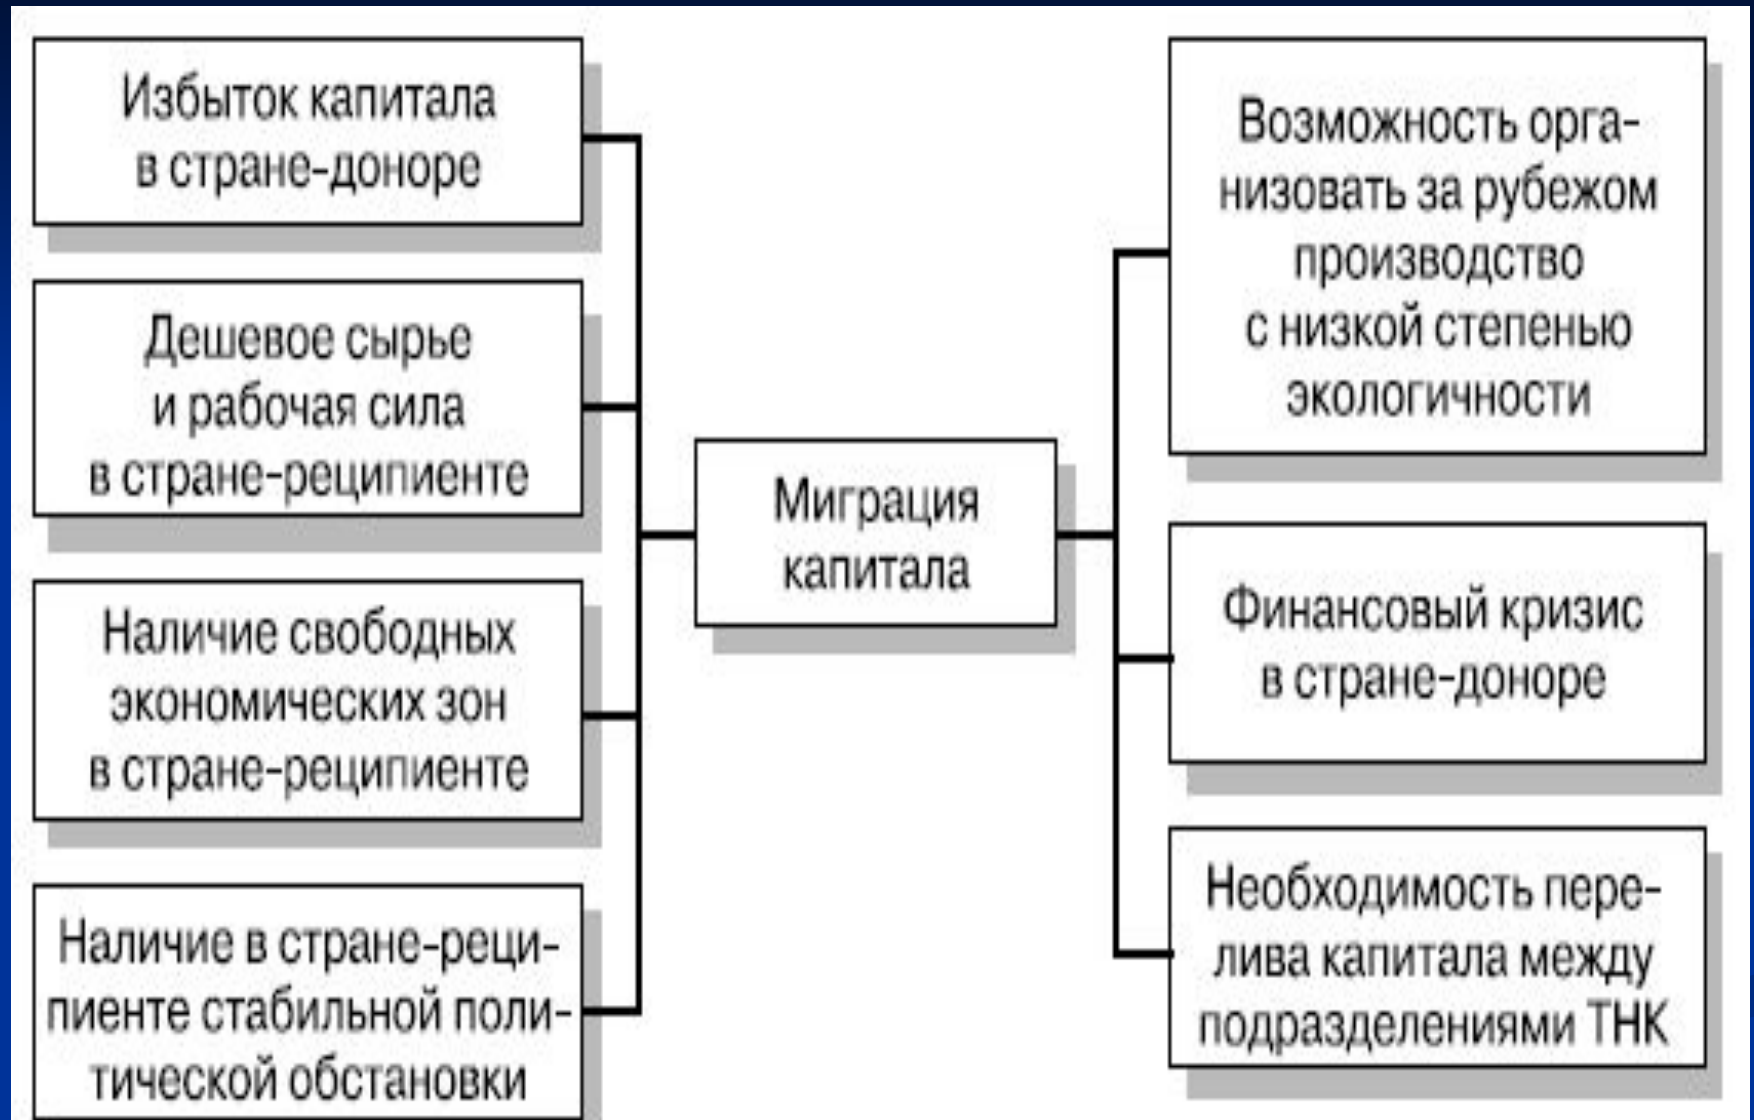 Избыток капитала
в стране-доноре
Дешевое сырье
и рабочая сила
в стране-реципиенте
Наличие свободных
экономических зон
в стране-реципиенте
Наличие в стране-реци-
пиенте стабильной поли-
тической обстановки
Миграция
капитала
Возможность орга-
низовать за рубежом
производство
с низкой степенью
экологичности
Финансовый кризис
в стране-доноре
Необходимость пере-
лива капитала между
подразделениями ТНК